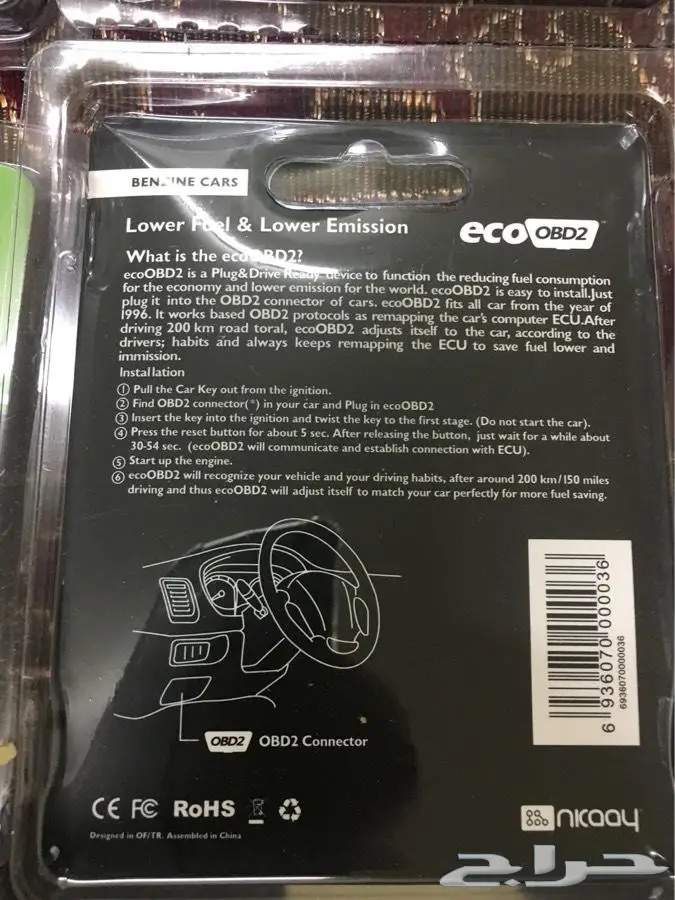 BENZINE CARS
Lower Fuel & Lower Emission
eco OBD2
What is the ecoOBD2?
ecoOBD2 is a Plug&Drive Ready device to function the reducing fuel consumption
for the economy and lower emission for the world. ecoOBD2 is easy to install.Just
plug it into the OBD2 connector of cars. ecoOBD2 fits all car from the year of
1996. It works based OBD2 protocols as remapping the car's computer ECU.After
driving 200 km road toral, ecoOBD2 adjusts itself to the car, according to the
drivers; habits and always keeps remapping the ECU to save fuel lower and
immission.
Installation
① Pull the Car Key out from the ignition.
② Find OBD2 connector(*) in your car and Plug in ecoOBD2
③ Insert the key into the ignition and twist the key to the first stage. (Do not start the car).
④ Press the reset button for about 5 sec. After releasing the button, just wait for a while about
30-54 sec. (ecoOBD2 will communicate and establish connection with ECU).
⑤ Start up the engine.
⑥ ecoOBD2 will recognize your vehicle and your driving habits, after around 200 km/150 miles
driving and thus ecoOBD2 will adjust itself to match your car perfectly for more fuel saving.
6 936070 000036
6936070000036
OBD2 OBD2 Connector
CE FC RoHS
nicaay
Designed in OF/TR. Assembled in China
حراج